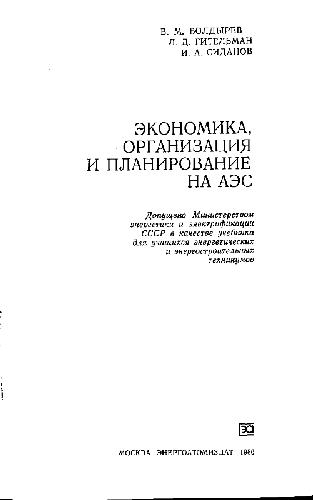 В. М. БОЛДЫРЕВ
Л. Д. ГИТЕЛЬМАН
И. А. СИДАНОВ
ЭКОНОМИКА,
ОРГАНИЗАЦИЯ
И ПЛАНИРОВАНИЕ
НА АЭС
Допущено Министерством
энергетики и электрификации
СССР в качестве учебника
для учащихся энергетических
и энергостроительных
техникумов
МОСКВА ЭНЕРГОАТОМИЗДАТ